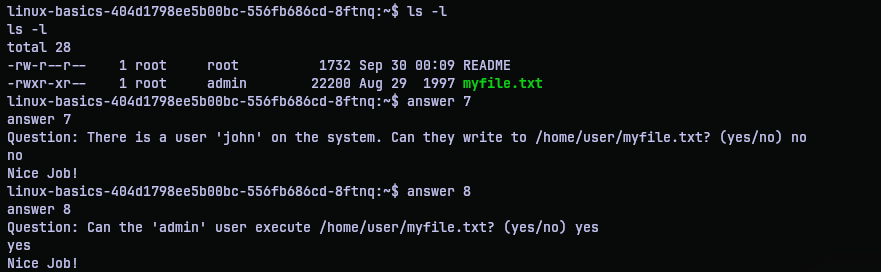 linux-basics-404d1798ee5b00bc-556fb686cd-8ftnq:~$ ls -l
ls -l
total 28
-rw-r--r--    1 root     root          1732 Sep 30 00:09 README
-rwxr-xr--    1 root     admin        22200 Aug 29  1997 myfile.txt
linux-basics-404d1798ee5b00bc-556fb686cd-8ftnq:~$ answer 7
answer 7
Question: There is a user 'john' on the system. Can they write to /home/user/myfile.txt? (yes/no) no
no
Nice Job!
linux-basics-404d1798ee5b00bc-556fb686cd-8ftnq:~$ answer 8
answer 8
Question: Can the 'admin' user execute /home/user/myfile.txt? (yes/no) yes
yes
Nice Job!